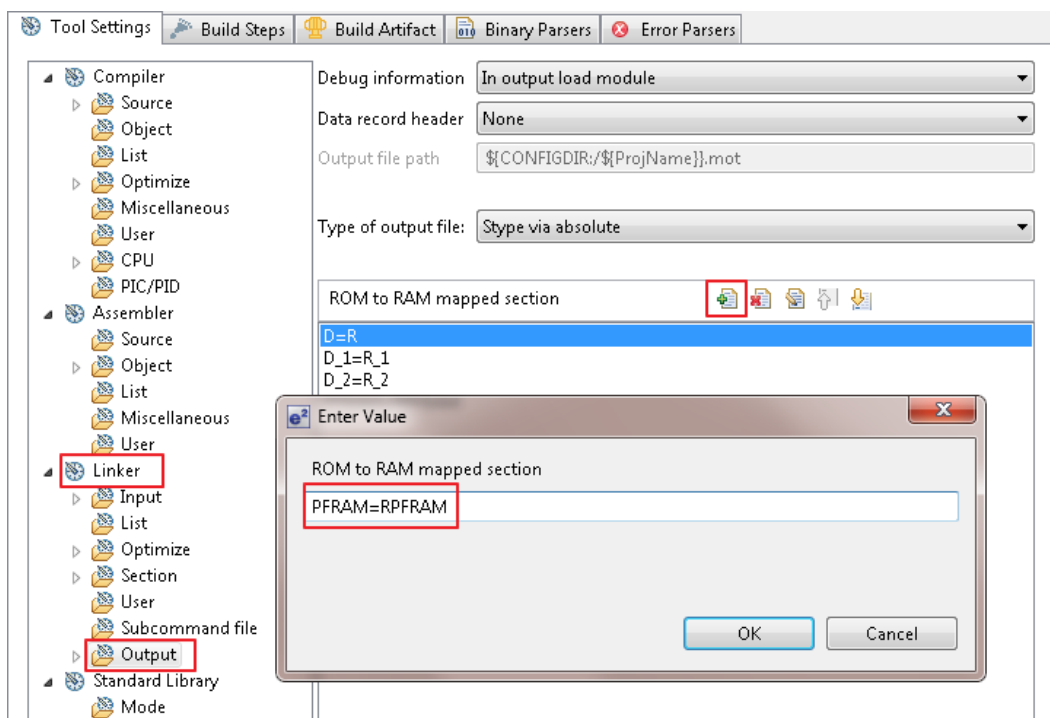 Tool Settings Build Steps Build Artifact Binary Parsers Error Parsers
Compiler
Source
Object
List
Optimize
Miscellaneous
User
CPU
PIC/PID
Assembler
Source
Object
List
Miscellaneous
User
Linker
Input
List
Optimize
Section
User
Subcommand file
Output
Standard Library
Mode
Debug information In output load module
Data record header None
Output file path ${CONFIGDIR:/${ProjName}}.mot
Type of output file: Stype via absolute
ROM to RAM mapped section
D=R
D_1=R_1
D_2=R_2
e² Enter Value
ROM to RAM mapped section
PFRAM=RPFRAM
OK Cancel